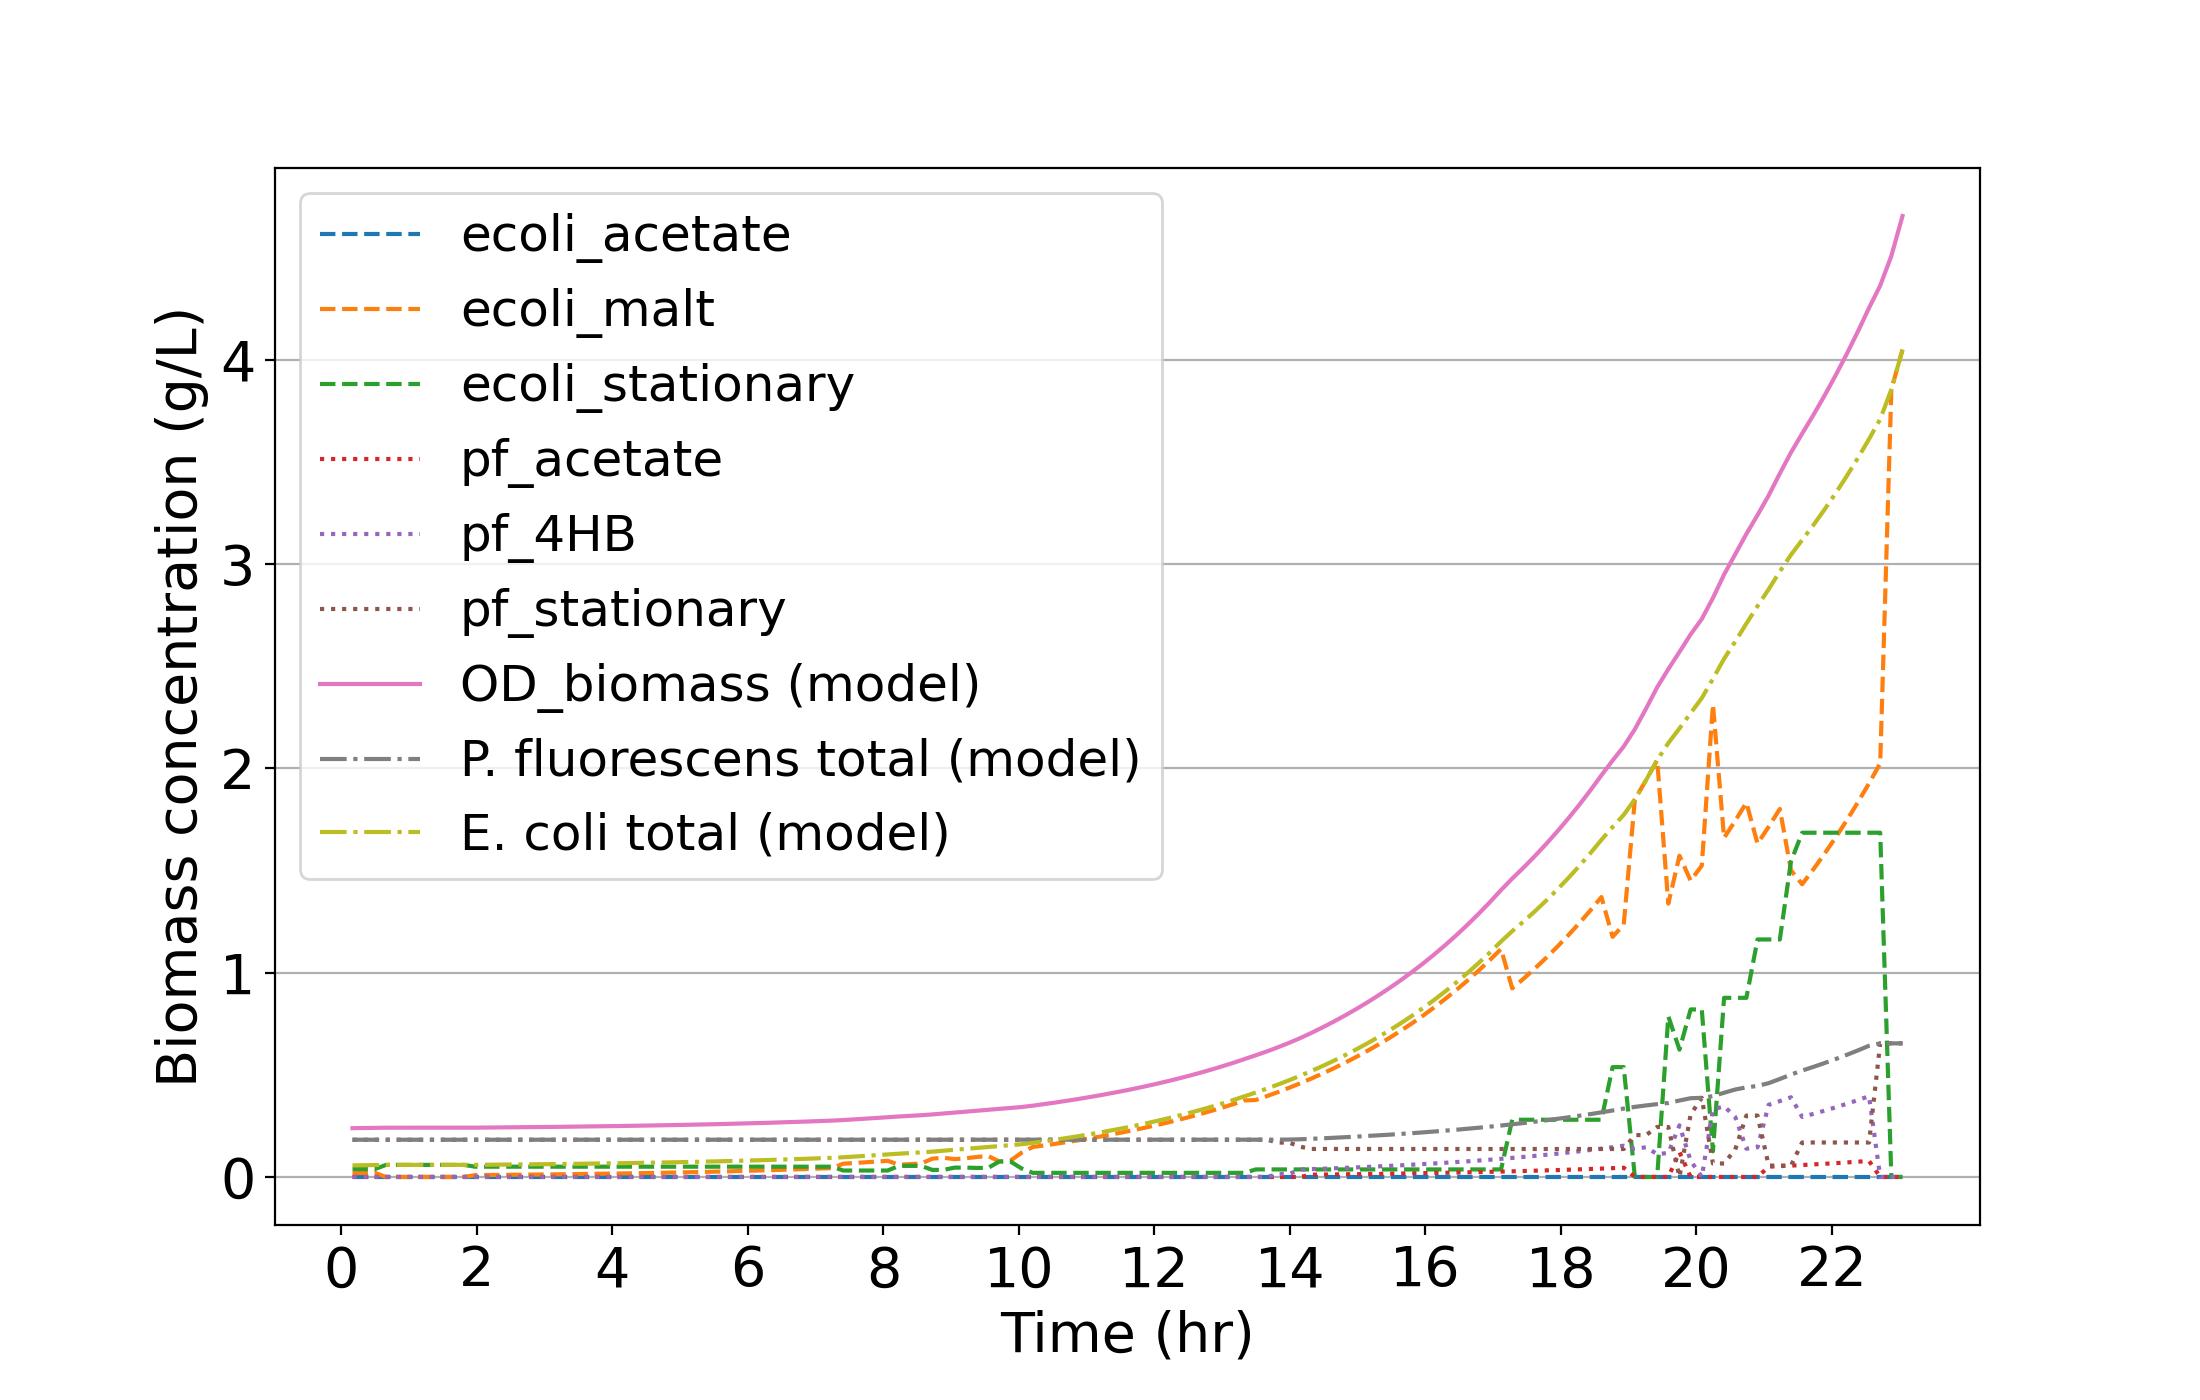 ecoli_acetate
ecoli_malt
ecoli_stationary
pf_acetate
pf_4HB
pf_stationary
OD_biomass (model)
P. fluorescens total (model)
E. coli total (model)
Biomass concentration (g/L)
4
3
2
1
0
0 2 4 6 8 10 12 14 16 18 20 22
Time (hr)